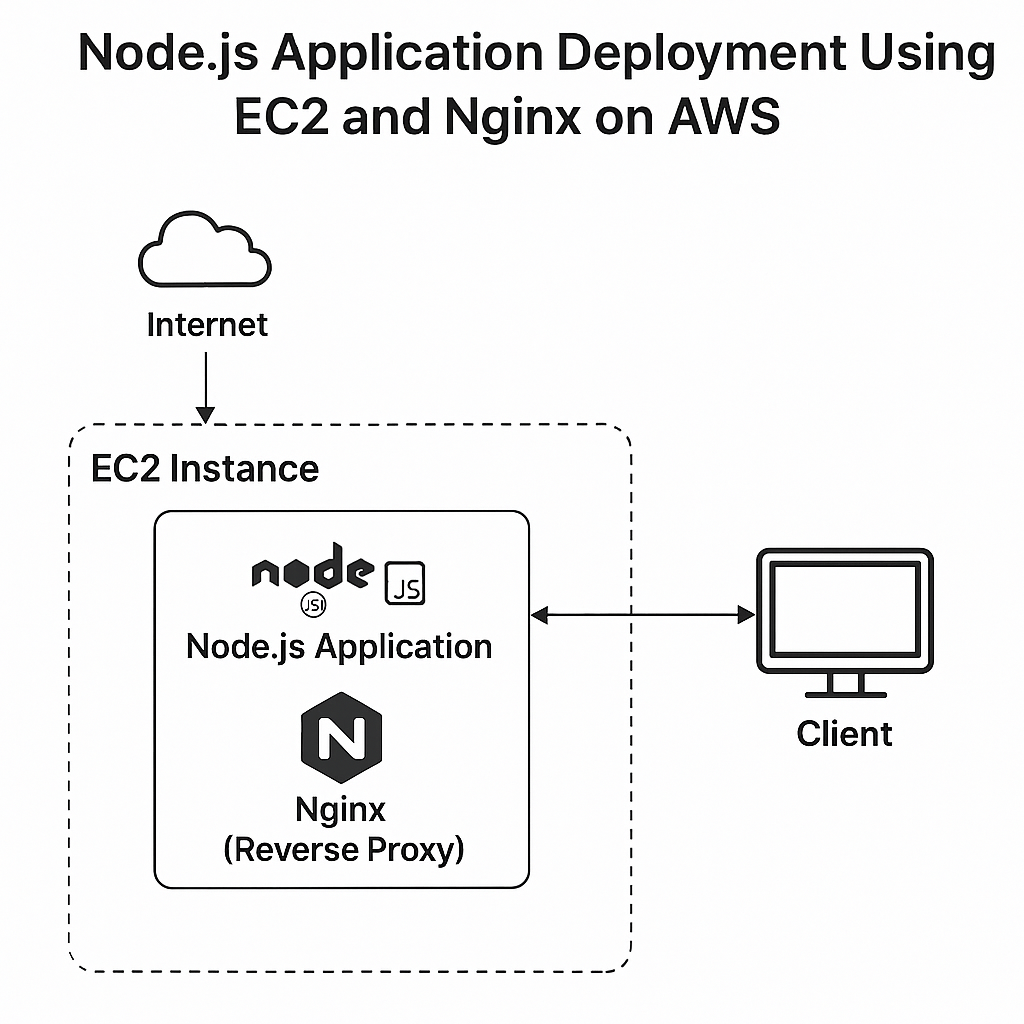 Node.js Application Deployment Using
EC2 and Nginx on AWS
Internet
EC2 Instance
node JS
JSI
Node.js Application
N
Nginx
(Reverse Proxy)
Client